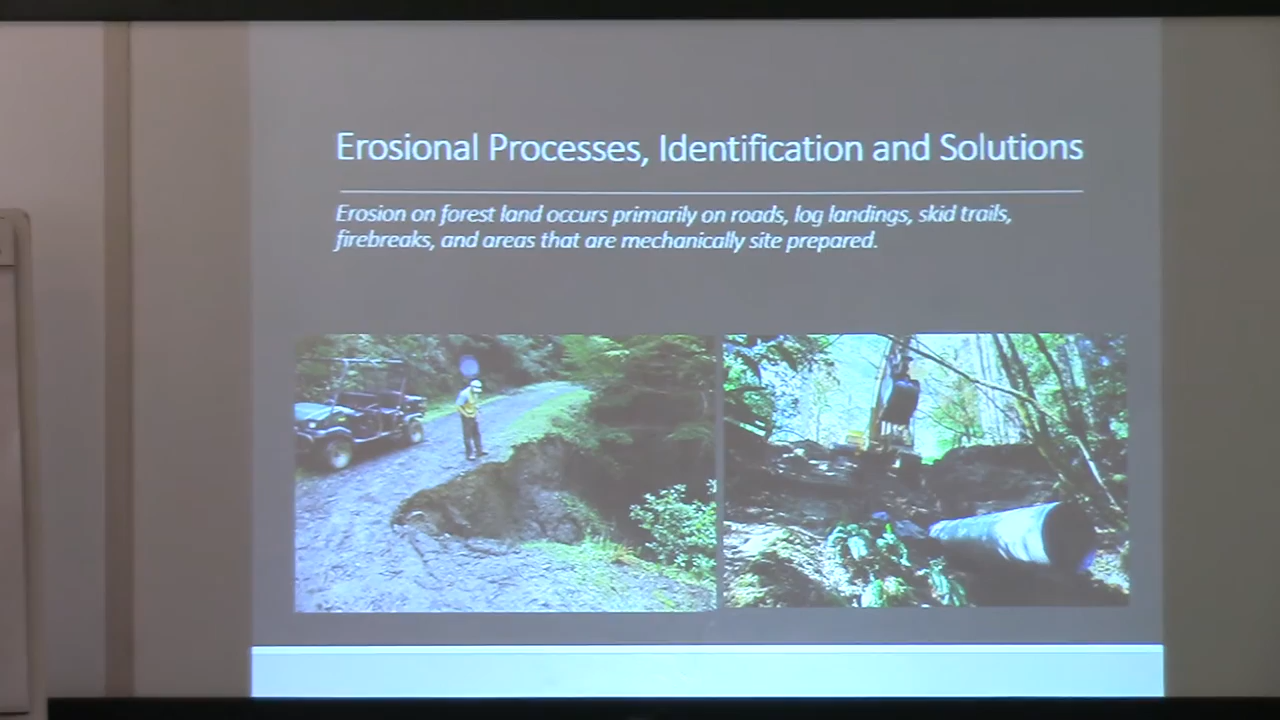 Erosional Processes, Identification and Solutions
Erosion on forest land occurs primarily on roads, log landings, skid trails,
firebreaks, and areas that are mechanically site prepared.